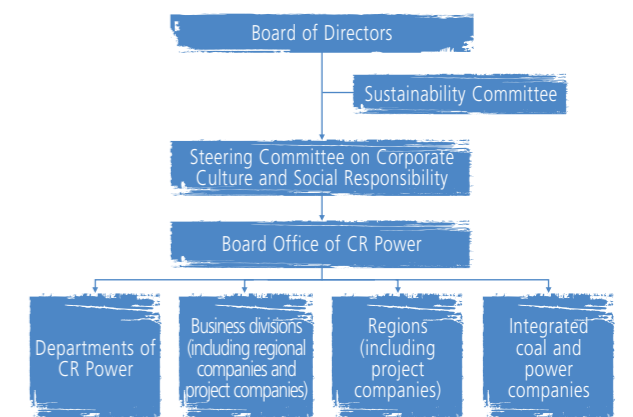 Board of Directors
Sustainability Committee
Steering Committee on Corporate
Culture and Social Responsibility
Board Office of CR Power
Departments of
CR Power
Business divisions
(including regional
companies and
project companies)
Regions
(including
project
companies)
Integrated
coal and
power
companies